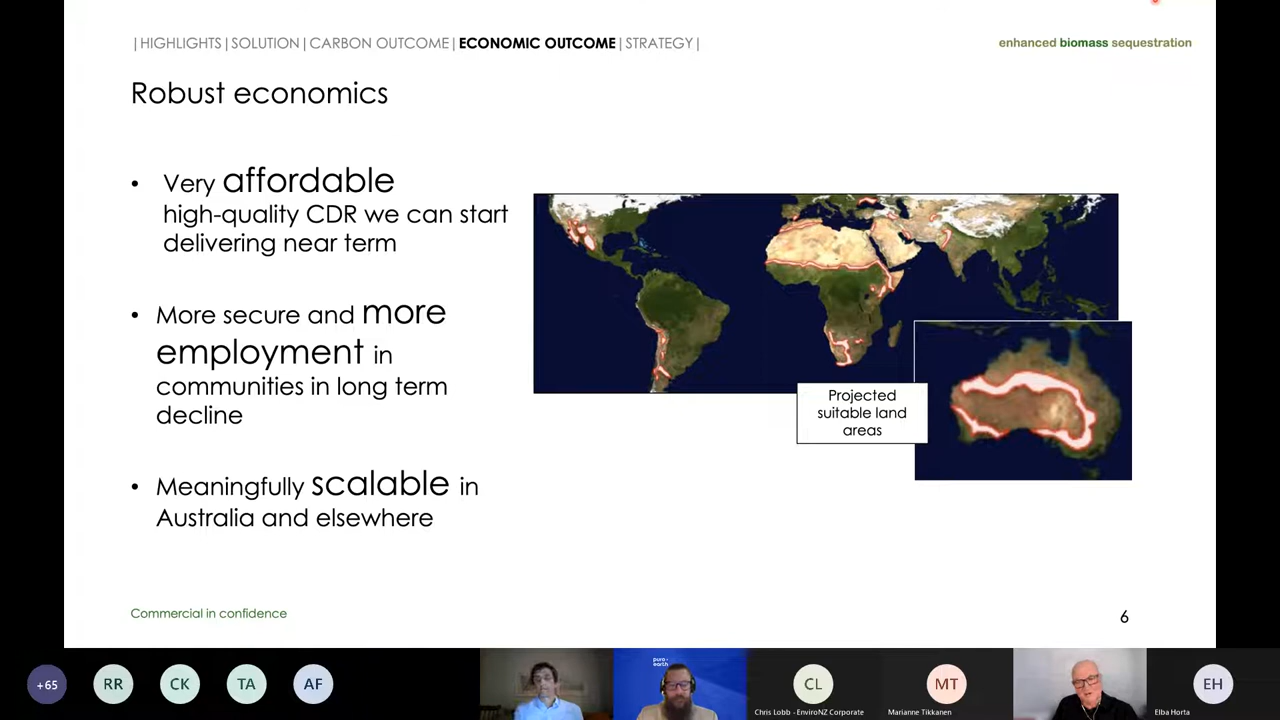 |HIGHLIGHTS|SOLUTION|CARBON OUTCOME|ECONOMIC OUTCOME|STRATEGY|
enhanced biomass sequestration
Robust economics
• Very affordable
high-quality CDR we can start
delivering near term
• More secure and more
employment in
communities in long term
decline
• Meaningfully scalable in
Australia and elsewhere
Projected
suitable land
areas
Commercial in confidence
6
+65
RR
CK
TA
AF
puro·
earth
CL
Chris Lobb - EnviroNZ Corporate
MT
Marianne Tikkanen
EH
Elba Horta